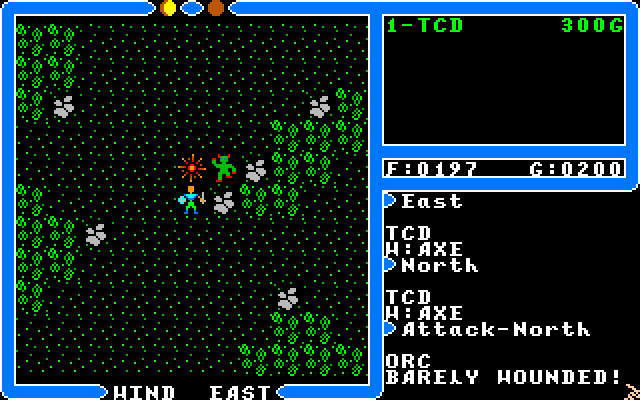 1-TCD 300G
F:0197 G:0200
East
TCD
W:AXE
North
TCD
W:AXE
Attack-North
ORC
BARELY WOUNDED!
WIND EAST